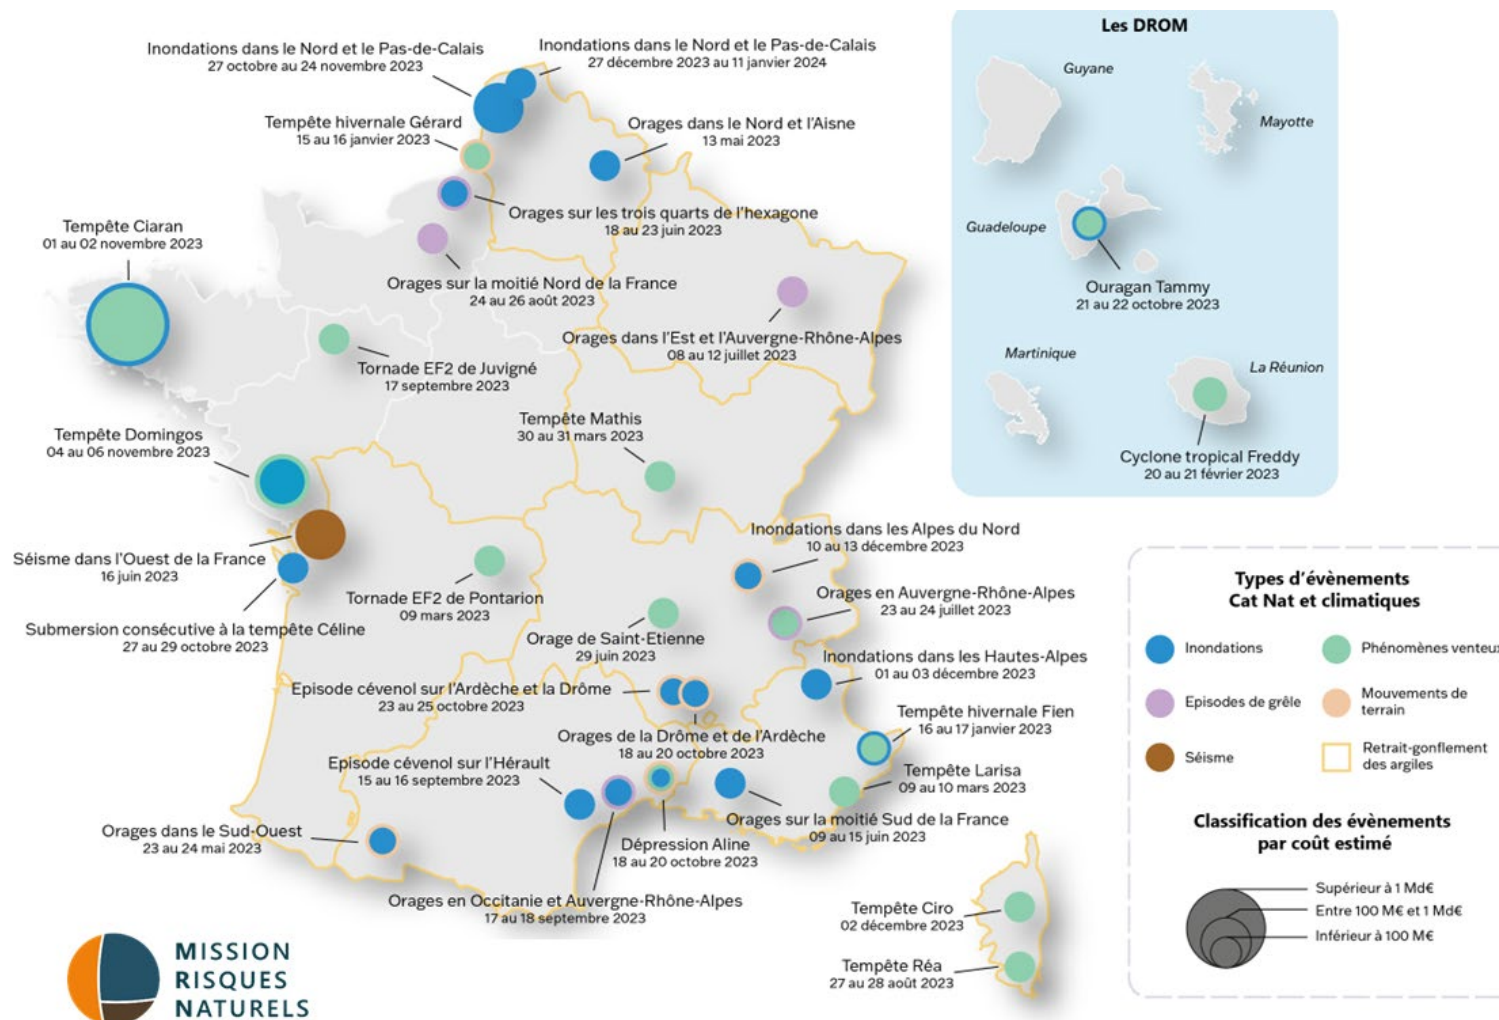 Inondations dans le Nord et le Pas-de-Calais
27 octobre au 24 novembre 2023
Inondations dans le Nord et le Pas-de-Calais
27 décembre 2023 au 11 janvier 2024
Tempête hivernale Gérard
15 au 16 janvier 2023
Orages dans le Nord et l'Aisne
13 mai 2023
Orages sur les trois quarts de l'hexagone
18 au 23 juin 2023
Tempête Ciaran
01 au 02 novembre 2023
Orages sur la moitié Nord de la France
24 au 26 août 2023
Orages dans l'Est et l'Auvergne-Rhône-Alpes
08 au 12 juillet 2023
Tornade EF2 de Juvigné
17 septembre 2023
Tempête Mathis
30 au 31 mars 2023
Tempête Domingos
04 au 06 novembre 2023
Séisme dans l'Ouest de la France
16 juin 2023
Inondations dans les Alpes du Nord
10 au 13 décembre 2023
Tornade EF2 de Pontarion
09 mars 2023
Orages en Auvergne-Rhône-Alpes
23 au 24 juillet 2023
Submersion consécutive à la tempête Céline
27 au 29 octobre 2023
Orage de Saint-Etienne
29 juin 2023
Inondations dans les Hautes-Alpes
01 au 03 décembre 2023
Episode cévenol sur l'Ardèche et la Drôme
23 au 25 octobre 2023
Tempête hivernale Fien
16 au 17 janvier 2023
Orages de la Drôme et de l'Ardèche
18 au 20 octobre 2023
Episode cévenol sur l'Hérault
15 au 16 septembre 2023
Tempête Larisa
09 au 10 mars 2023
Orages sur la moitié Sud de la France
09 au 15 juin 2023
Orages dans le Sud-Ouest
23 au 24 mai 2023
Dépression Aline
18 au 20 octobre 2023
Orages en Occitanie et Auvergne-Rhône-Alpes
17 au 18 septembre 2023
Tempête Ciro
02 décembre 2023
Tempête Réa
27 au 28 août 2023
MISSION
RISQUES
NATURELS
Les DROM
Guyane
Mayotte
Guadeloupe
Ouragan Tammy
21 au 22 octobre 2023
Martinique
La Réunion
Cyclone tropical Freddy
20 au 21 février 2023
Types d'évènements
Cat Nat et climatiques
Inondations
Phénomènes venteux
Episodes de grêle
Mouvements de
terrain
Séisme
Retrait-gonflement
des argiles
Classification des évènements
par coût estimé
Supérieur à 1 Md€
Entre 100 M€ et 1 Md€
Inférieur à 100 M€